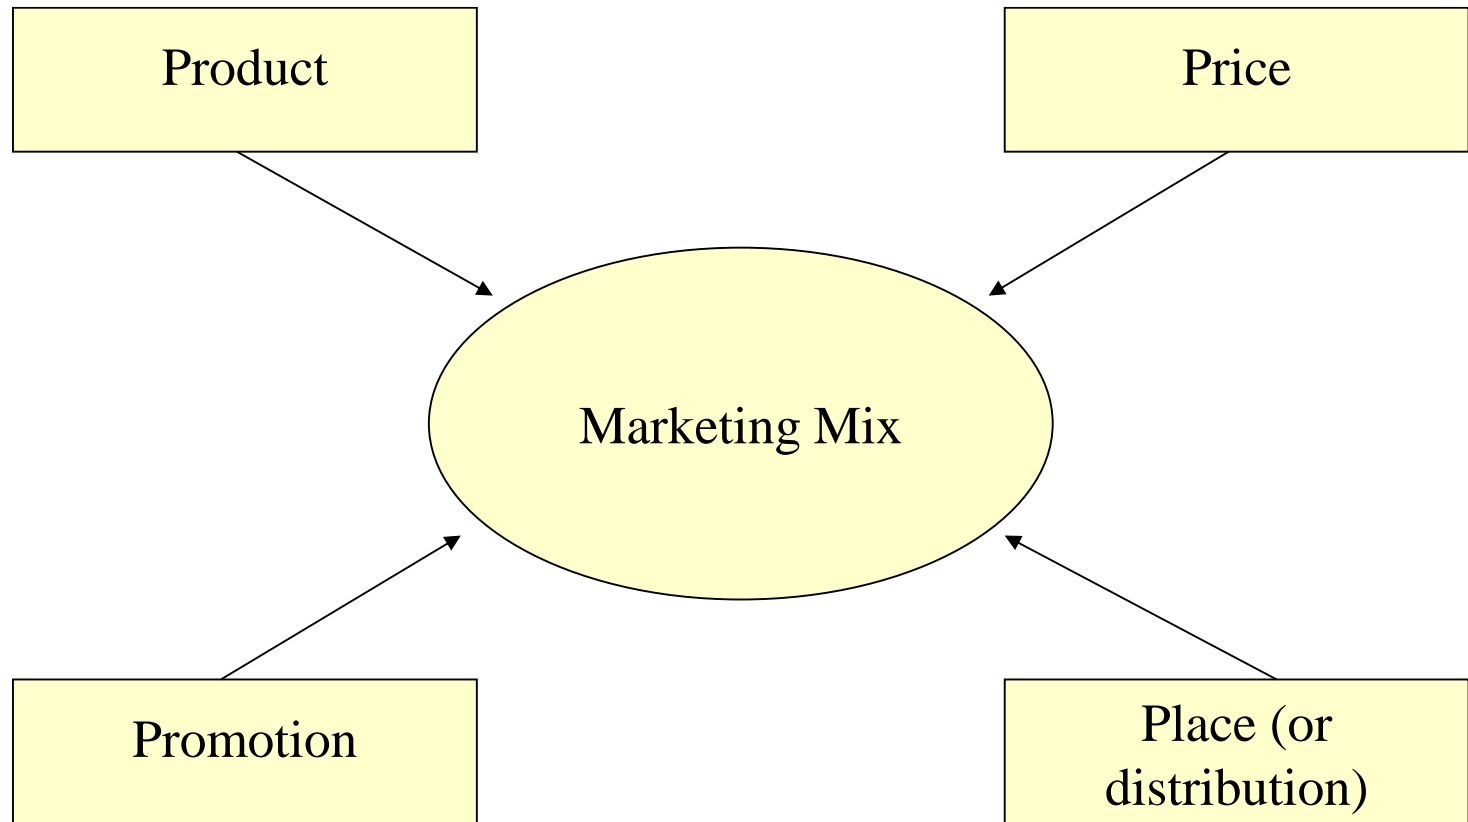 Product
Price
Marketing Mix
Promotion
Place (or
distribution)